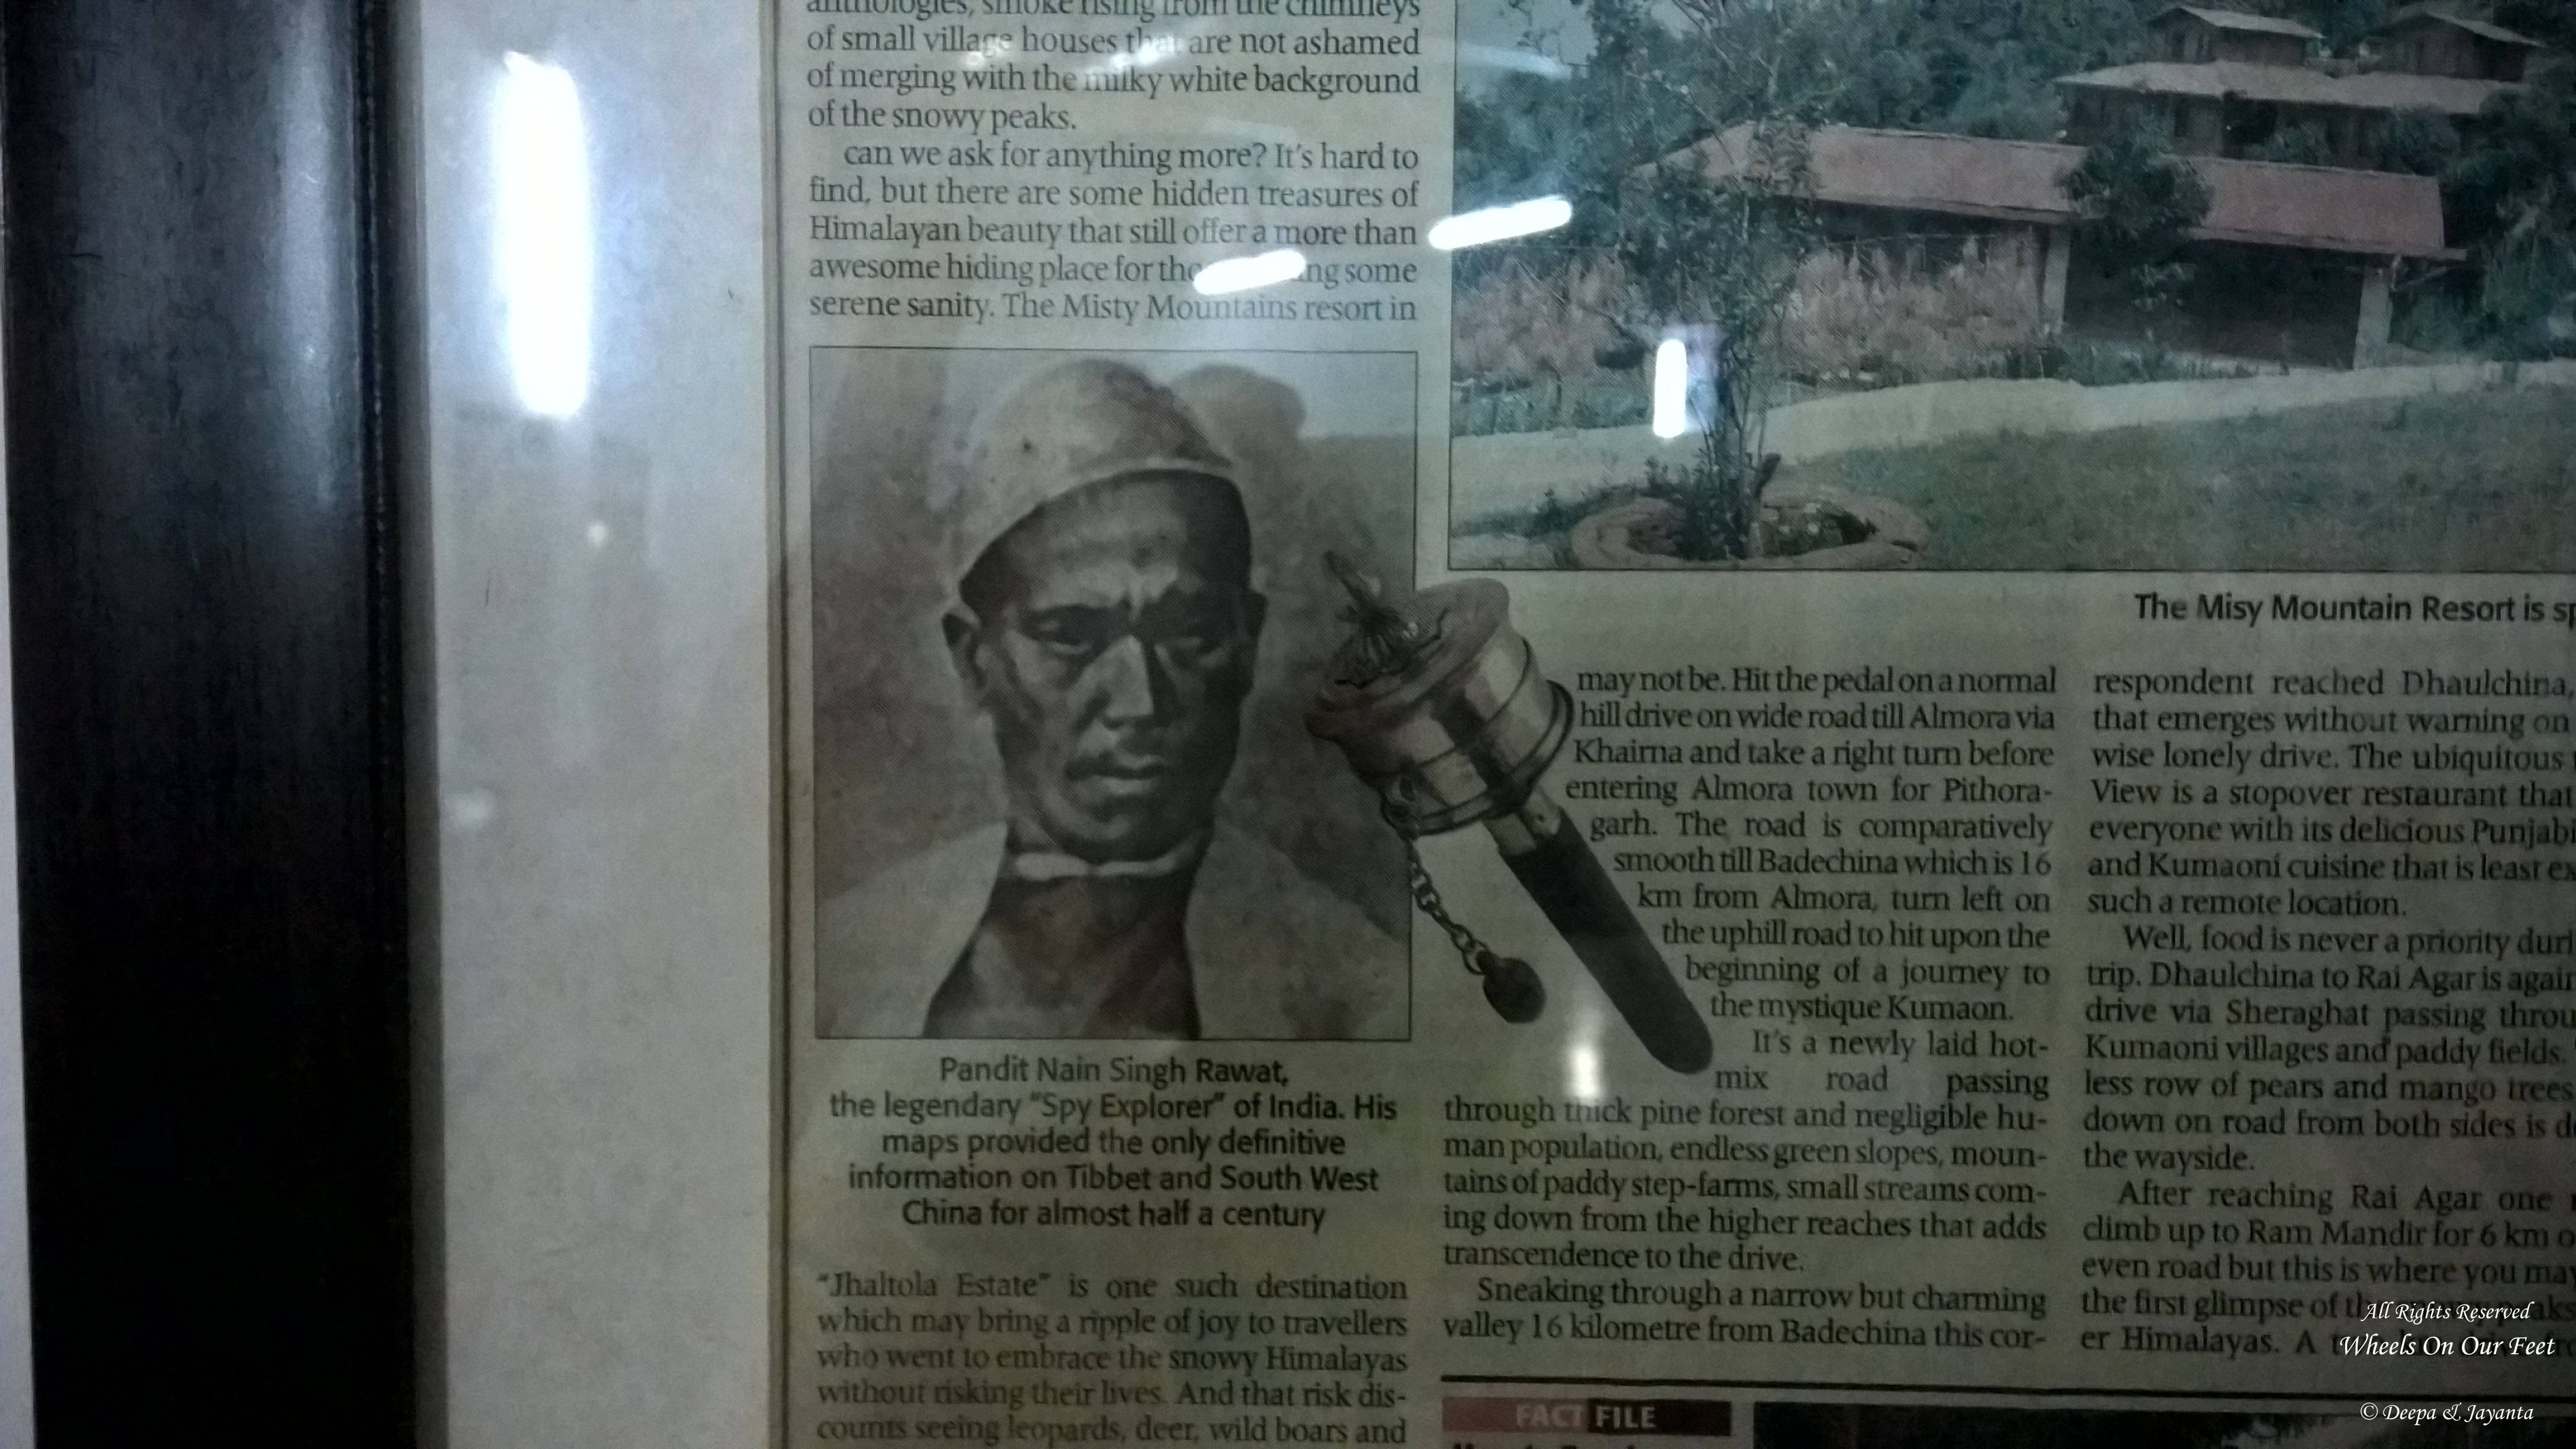 anthologies, smoke rising from the chimneys
of small village houses that are not ashamed
of merging with the milky white background
of the snowy peaks.
can we ask for anything more? It's hard to
find, but there are some hidden treasures of
Himalayan beauty that still offer a more than
awesome hiding place for some
serene sanity. The Misty Mountains resort in
Pandit Nain Singh Rawat,
the legendary "Spy Explorer" of India. His
maps provided the only definitive
information on Tibbet and South West
China for almost half a century
"Jhaltola Estate" is one such destination
which may bring a ripple of joy to travellers
who went to embrace the snowy Himalayas
without risking their lives. And that risk dis-
counts seeing leopards, deer, wild boars and
The Misy Mountain Resort is
may not be. Hit the pedal on a normal
hill drive on wide road till Almora via
Khairna and take a right turn before
entering Almora town for Pithora-
garh. The road is comparatively
smooth till Badechina which is 16
km from Almora, turn left on
the uphill road to hit upon the
beginning of a journey to
the mystique Kumaon.
It's a newly laid hot-
mix road passing
through thick pine forest and negligible hu-
man population, endless green slopes, moun-
tains of paddy step-farms, small streams com-
ing down from the higher reaches that adds
transcendence to the drive.
Sneaking through a narrow but charming
valley 16 kilometre from Badechina this cor-
respondent reached Dhaulchina,
that emerges without warning on
wise lonely drive. The ubiquitous
View is a stopover restaurant that
everyone with its delicious Punjabi
and Kumaoni cuisine that is least
such a remote location.
Well, food is never a priority
trip. Dhaulchina to Rai Agar is
drive via Sheraghat passing
Kumaoni villages and paddy fields.
less row of pears and mango trees
down on road from both sides is
the wayside.
After reaching Rai Agar one
climb up to Ram Mandir for 6 km
even road but this is where you may
the first glimpse of
er Himalayas. A
FACT FILE
All Rights Reserved
Wheels On Our Feet
© Deepa & Jayanta